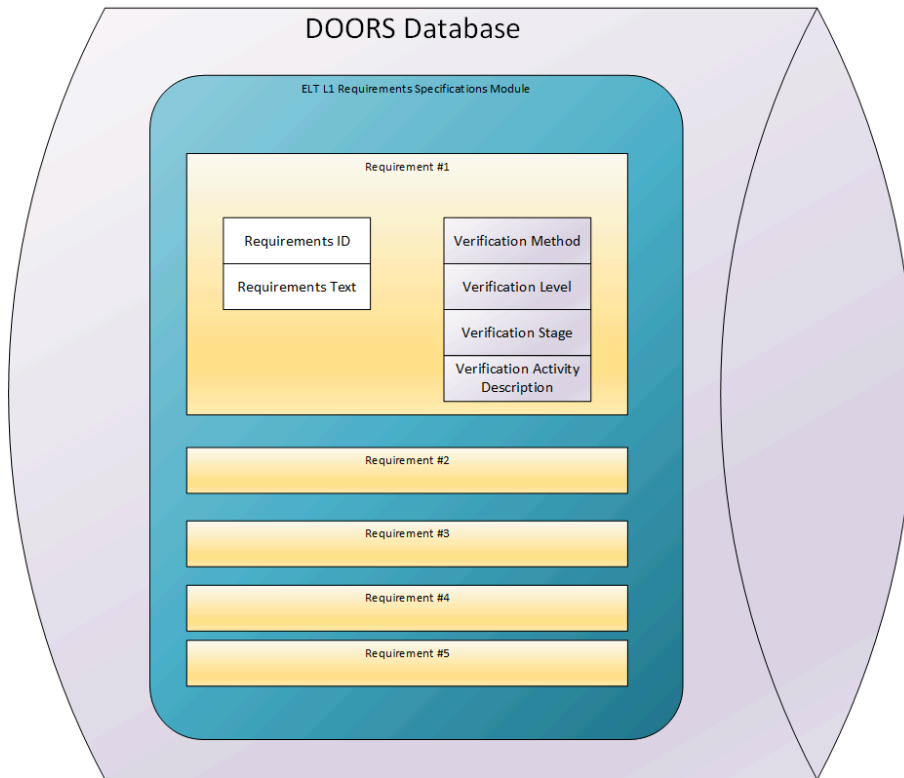 DOORS Database
ELT L1 Requirements Specifications Module
Requirement #1
Requirements ID
Requirements Text
Verification Method
Verification Level
Verification Stage
Verification Activity
Description
Requirement #2
Requirement #3
Requirement #4
Requirement #5